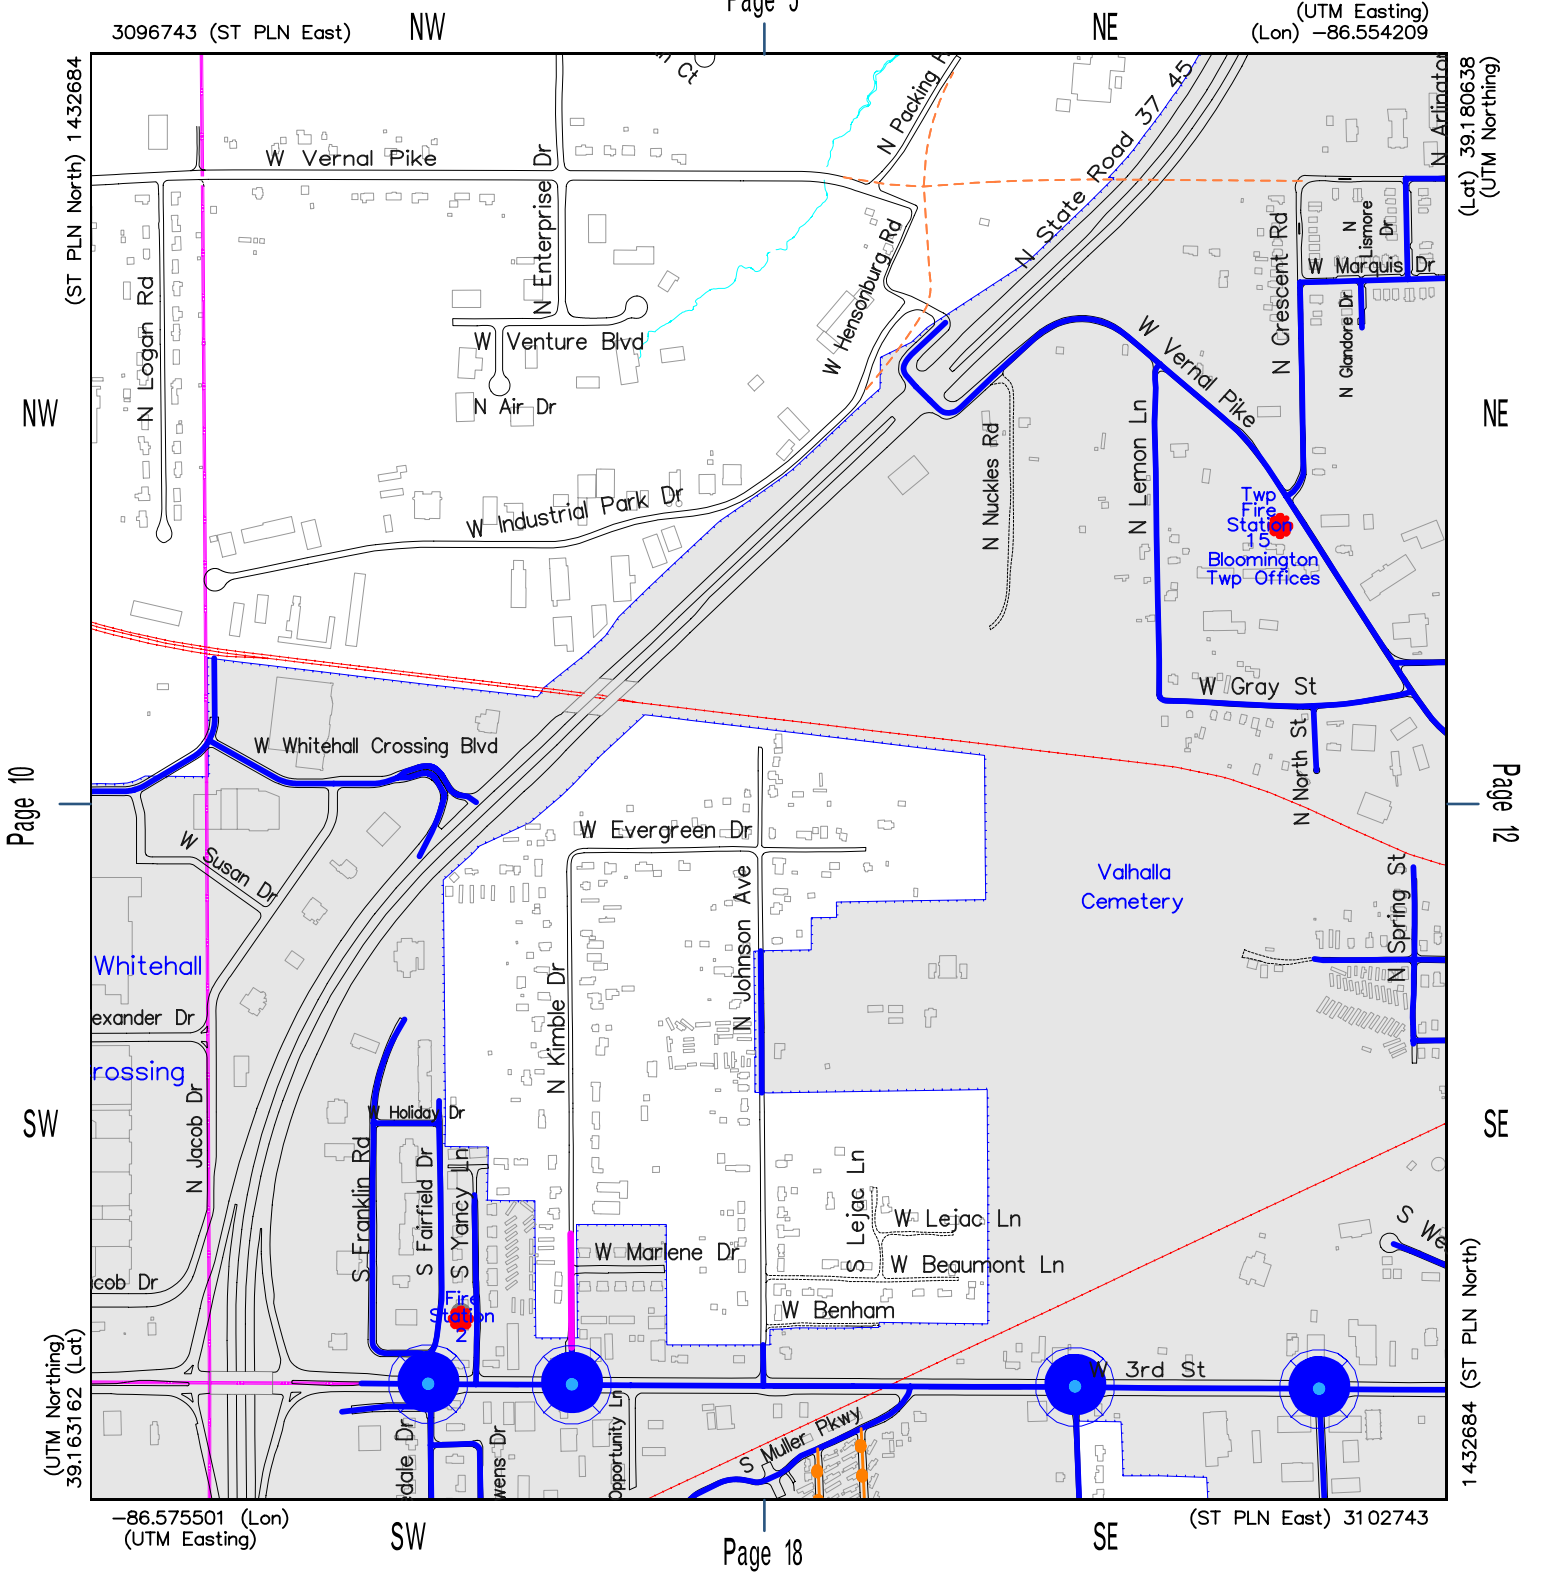 Page 5
(UTM Easting)
3096743 (ST PLN East)
NW
NE
(Lon) -86.554209
(ST PLN North) 1432684
(Lat) 39.180638
(UTM Northing)
n Ct
N Packing
N State Road 37 45
N Arlington
W Vernal Pike
N Enterprise Dr
N Crescent Rd
N
Lismore
Dr
W Marquis Dr
N Logan Rd
W Hensonburg Rd
W Venture Blvd
N Glandore Dr
W Vernal Pike
N Air Dr
NW
NE
N Nuckles Rd
N Lemon Ln
W Industrial Park Dr
Twp
Fire
Station
15
Bloomington
Twp Offices
W Gray St
N North St
W Whitehall Crossing Blvd
Page 10
Page 12
W Evergreen Dr
W Susan Dr
N Johnson Ave
Valhalla
Cemetery
N Spring St
Whitehall
N Kimble Dr
exander Dr
rossing
N Jacob Dr
W Holiday Dr
SW
SE
S Franklin Rd
S Fairfield Dr
S Yancy Ln
S Lejac Ln
W Lejac Ln
W Marlene Dr
W Beaumont Ln
S We
cob Dr
W Benham
Fire
Station
2
W 3rd St
edale Dr
wens Dr
Opportunity Ln
S Muller Pkwy
(UTM Northing)
39.163162 (Lat)
1432684 (ST PLN North)
-86.575501 (Lon)
(UTM Easting)
SW
Page 18
SE
(ST PLN East) 3102743